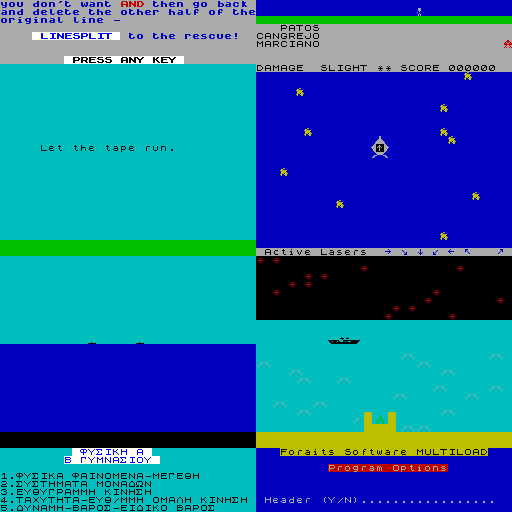 you don't want AND then go back
and delete the other half of the
original line -
LINESPLIT to the rescue!
PRESS ANY KEY
PATOS
CANGREJO
MARCIANO
DAMAGE SLIGHT ** SCORE 000000
Let the tape run.
Active Lasers → ↘ ↓ ↙ ← ↖ ↗
ΦΥΣΙΚΗ Α
Β ΓΥΜΝΑΣΙΟΥ
1.ΦΥΣΙΚΑ ΦΑΙΝΟΜΕΝΑ-ΜΕΓΕΘΗ
2.ΣΥΣΤΗΜΑΤΑ ΜΟΝΑΔΩΝ
3.ΕΥΘΥΓΡΑΜΜΗ ΚΙΝΗΣΗ
4.ΤΑΧΥΤΗΤΑ-ΕΥΘ/ΜΜΗ ΟΜΑΛΗ ΚΙΝΗΣΗ
5.ΔΥΝΑΜΗ-ΒΑΡΟΣ-ΕΙΔΙΚΟ ΒΑΡΟΣ
Foraits Software MULTILOAD
Program Options
Header (Y/N).................